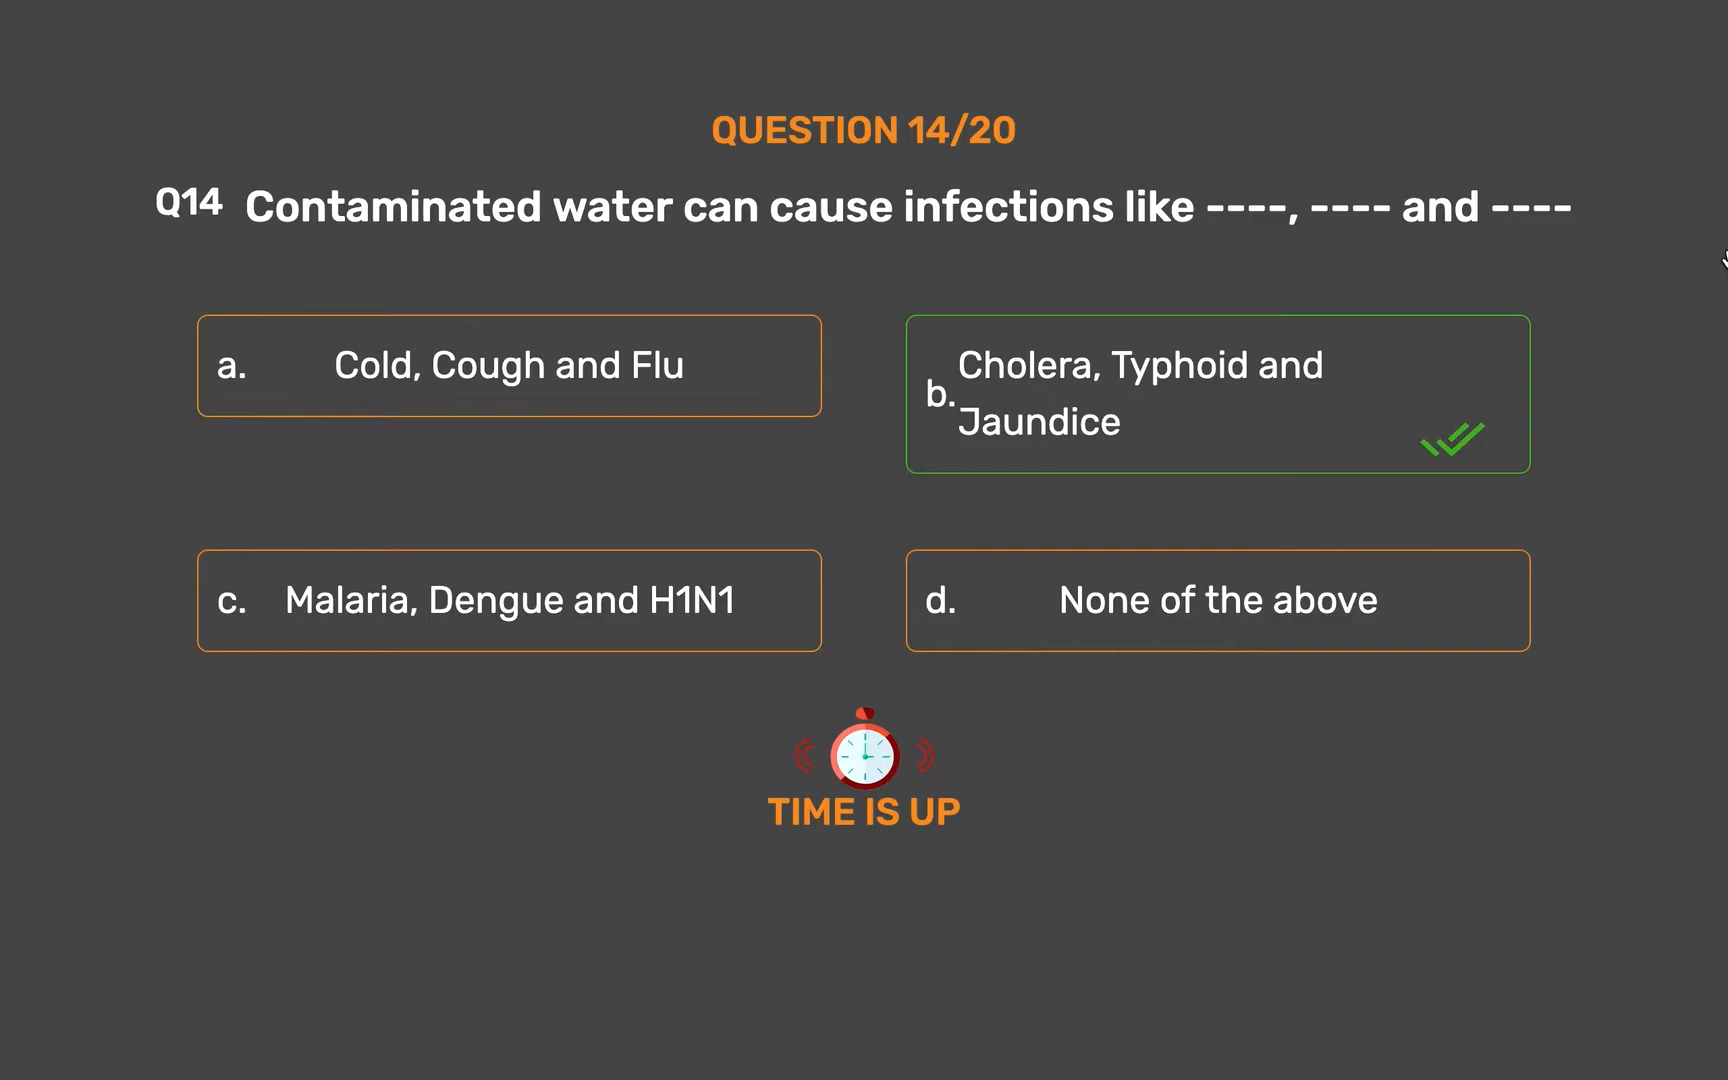 QUESTION 14/20
Q14 Contaminated water can cause infections like ----, ---- and ----
a. Cold, Cough and Flu
b. Cholera, Typhoid and
Jaundice
c. Malaria, Dengue and H1N1
d. None of the above
TIME IS UP